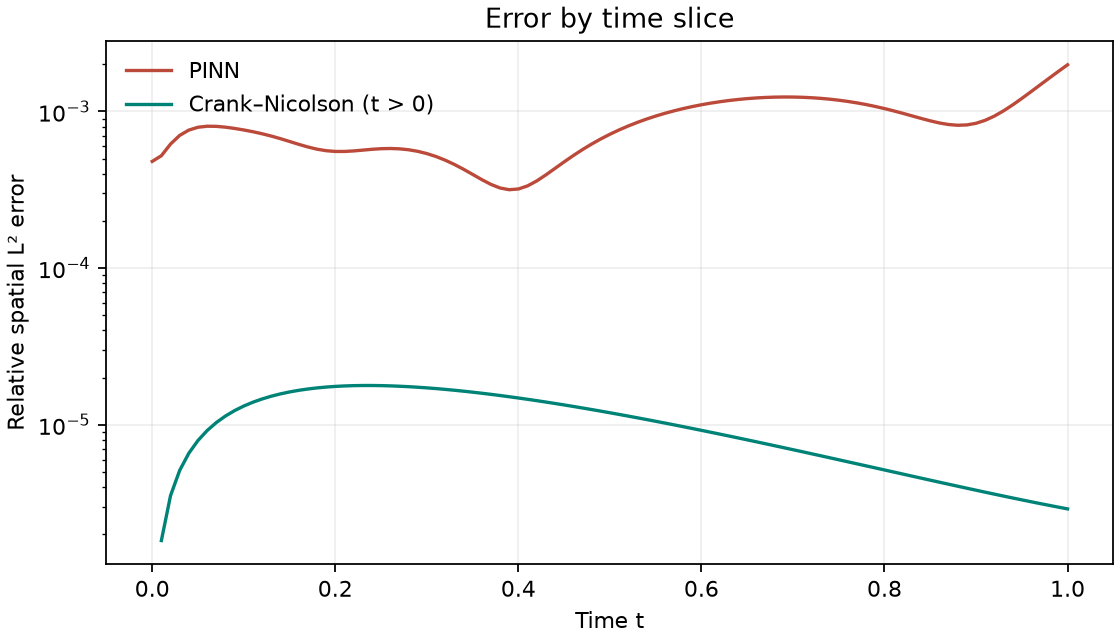 Error by time slice
PINN
Crank–Nicolson (t > 0)
Relative spatial L² error
10⁻³
10⁻⁴
10⁻⁵
0.0
0.2
0.4
0.6
0.8
1.0
Time t